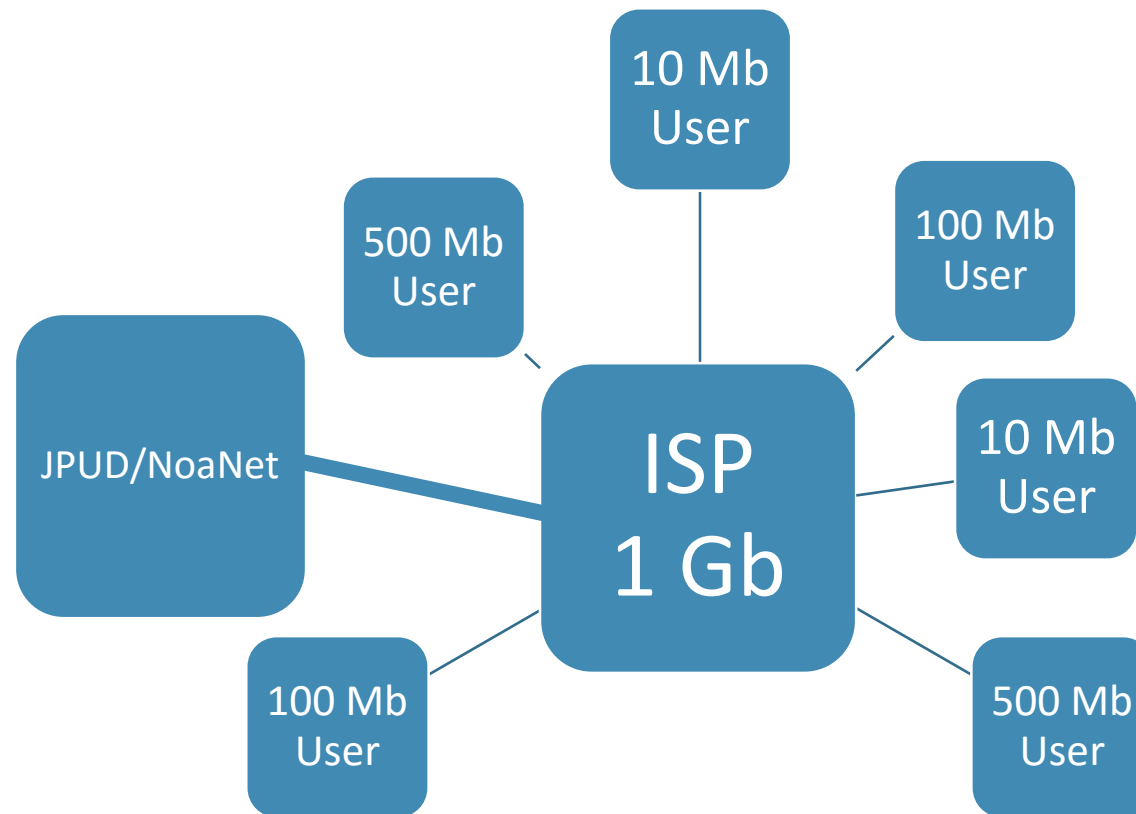 10 Mb
User
500 Mb
User
100 Mb
User
JPUD/NoaNet
ISP
1 Gb
10 Mb
User
100 Mb
User
500 Mb
User